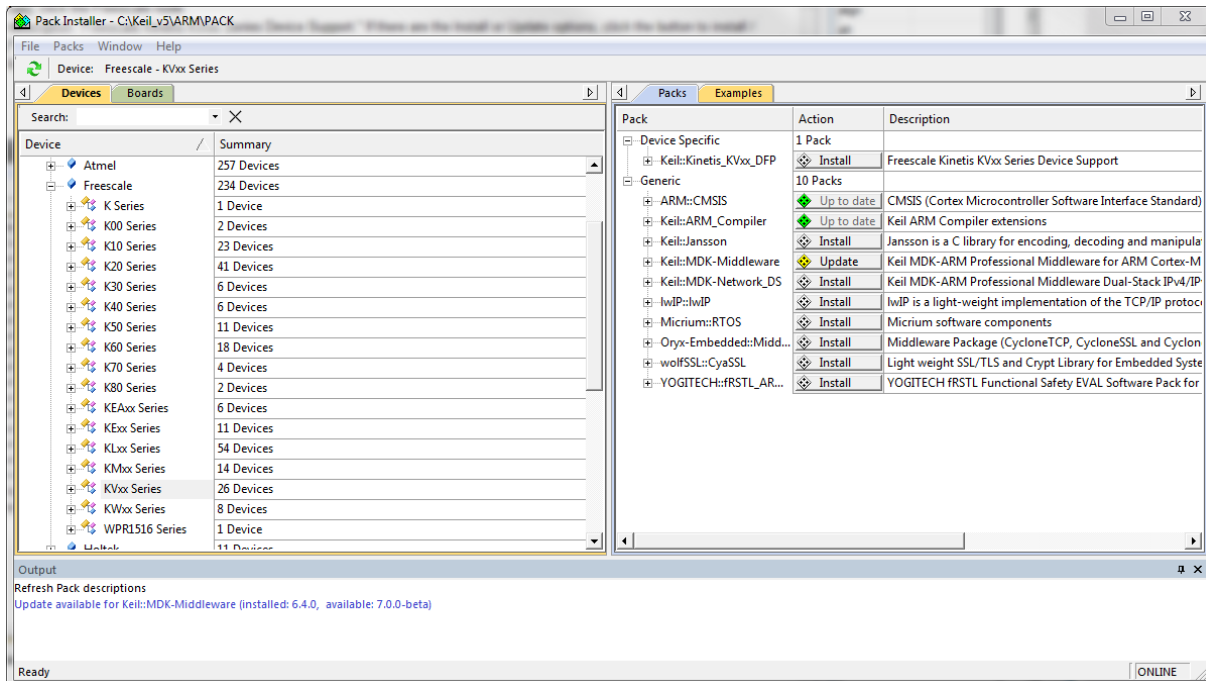 Pack Installer - C:\Keil_v5\ARM\PACK
File Packs Window Help
Device: Freescale - KVxx Series
Devices Boards
Search:
Device / Summary
Atmel 257 Devices
Freescale 234 Devices
K Series 1 Device
K00 Series 2 Devices
K10 Series 23 Devices
K20 Series 41 Devices
K30 Series 6 Devices
K40 Series 6 Devices
K50 Series 11 Devices
K60 Series 18 Devices
K70 Series 4 Devices
K80 Series 2 Devices
KEAxx Series 6 Devices
KExx Series 11 Devices
KLxx Series 54 Devices
KMxx Series 14 Devices
KVxx Series 26 Devices
KWxx Series 8 Devices
WPR1516 Series 1 Device
Holtek 11 Devices
Packs Examples
Pack Action Description
Device Specific 1 Pack
Keil::Kinetis_KVxx_DFP Install Freescale Kinetis KVxx Series Device Support
Generic 10 Packs
ARM::CMSIS Up to date CMSIS (Cortex Microcontroller Software Interface Standard)
Keil::ARM_Compiler Up to date Keil ARM Compiler extensions
Keil::Jansson Install Jansson is a C library for encoding, decoding and manipula
Keil::MDK-Middleware Update Keil MDK-ARM Professional Middleware for ARM Cortex-M
Keil::MDK-Network_DS Install Keil MDK-ARM Professional Middleware Dual-Stack IPv4/IP
lwIP::lwIP Install lwIP is a light-weight implementation of the TCP/IP protoc
Micrium::RTOS Install Micrium software components
Oryx-Embedded::Midd... Install Middleware Package (CycloneTCP, CycloneSSL and Cyclon
wolfSSL::CyaSSL Install Light weight SSL/TLS and Crypt Library for Embedded Syste
YOGITECH::fRSTL_AR... Install YOGITECH fRSTL Functional Safety EVAL Software Pack for
Output
Refresh Pack descriptions
Update available for Keil::MDK-Middleware (installed: 6.4.0, available: 7.0.0-beta)
Ready ONLINE